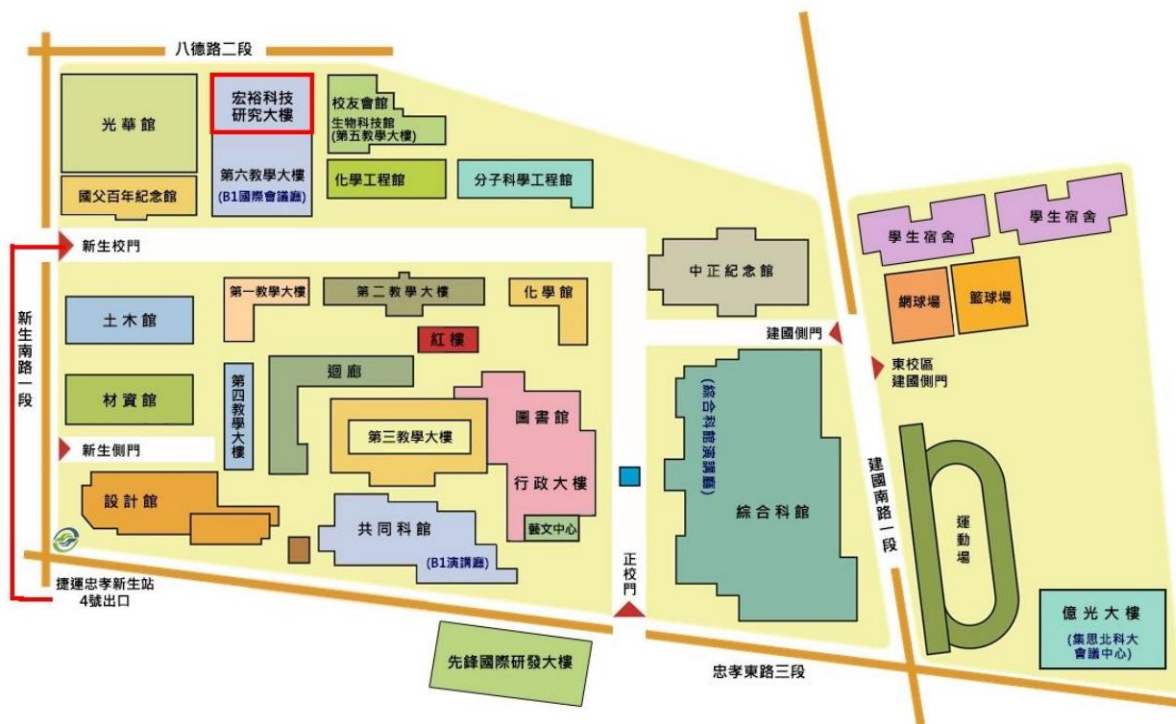 八德路二段
光華館
宏裕科技
研究大樓
校友會館
生物科技館
(第五教學大樓)
國父百年紀念館
第六教學大樓
(B1國際會議廳)
化學工程館
分子科學工程館
學生宿舍
學生宿舍
新生校門
中正紀念館
網球場
籃球場
第一教學大樓
第二教學大樓
化學館
土木館
紅樓
建國側門
東校區
建國側門
新生南路一段
材資館
第四教學大樓
迴廊
圖書館
(綜合科館演講廳)
第三教學大樓
新生側門
行政大樓
綜合科館
建國南路一段
設計館
共同科館
藝文中心
運動場
(B1演講廳)
正校門
捷運忠孝新生站
4號出口
億光大樓
(集思北科大
會議中心)
先鋒國際研發大樓
忠孝東路三段